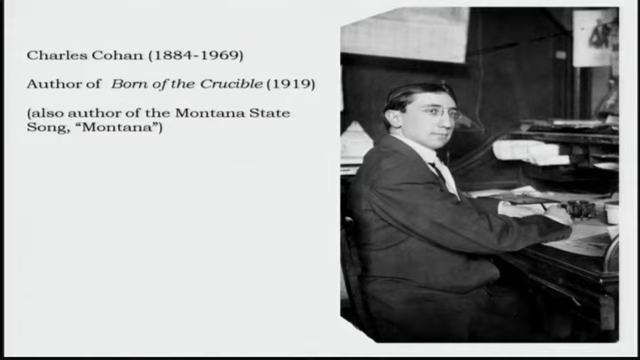 Charles Cohan (1884-1969)
Author of Born of the Crucible (1919)
(also author of the Montana State
Song, “Montana”)